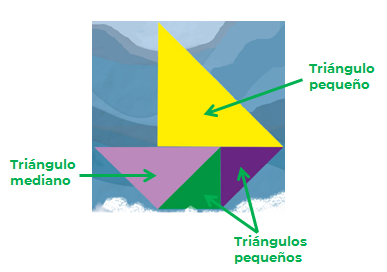 Triángulo
pequeño
Triángulo
mediano
Triángulos
pequeños